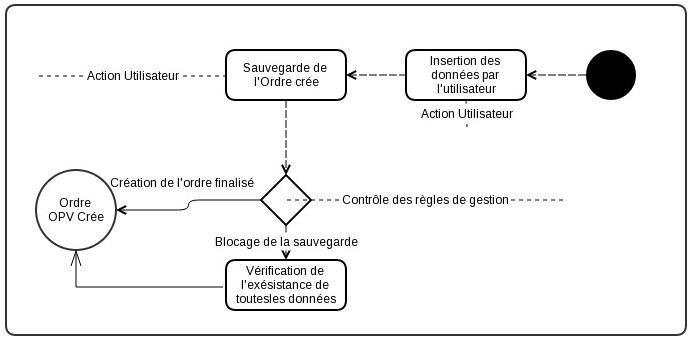 Sauvegarde de
l'Ordre crée
Insertion des
données par
l'utilisateur
Action Utilisateur
Action Utilisateur
Création de l'ordre finalisé
Ordre
OPV Crée
Contrôle des règles de gestion
Blocage de la sauvegarde
Vérification de
l'exésistance de
toutesles données